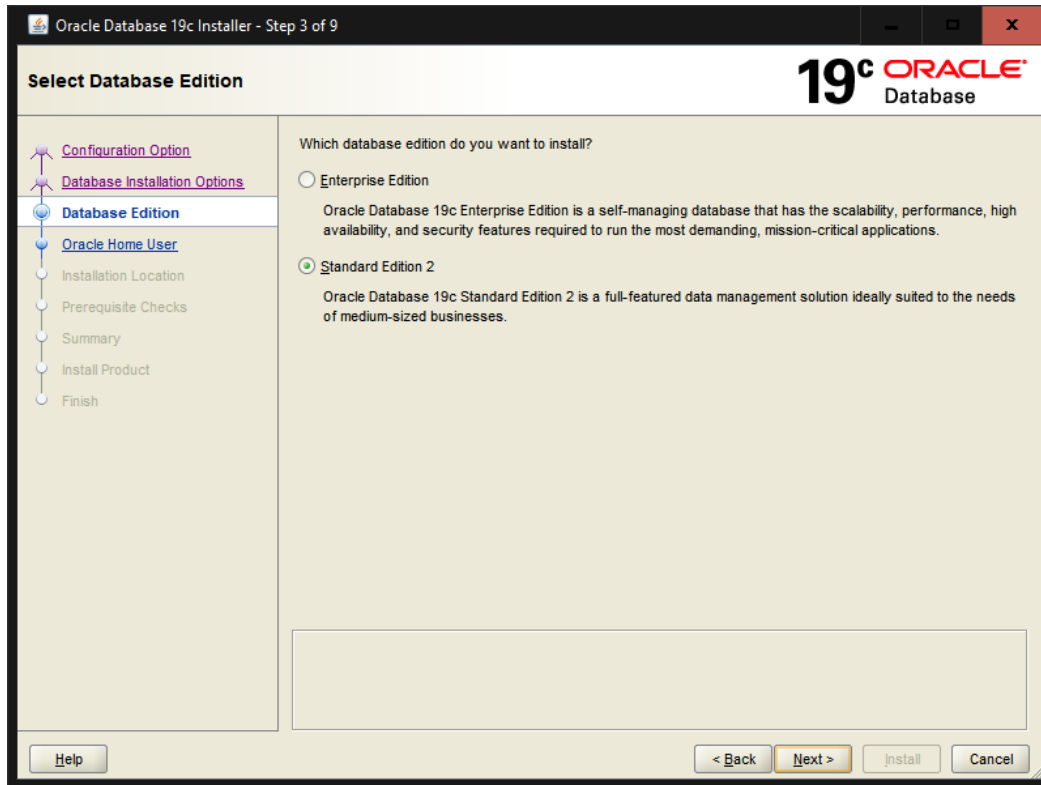 Oracle Database 19c Installer - Step 3 of 9
Select Database Edition
19c ORACLE
Database
Configuration Option
Database Installation Options
Database Edition
Oracle Home User
Installation Location
Prerequisite Checks
Summary
Install Product
Finish
Which database edition do you want to install?
Enterprise Edition
Oracle Database 19c Enterprise Edition is a self-managing database that has the scalability, performance, high
availability, and security features required to run the most demanding, mission-critical applications.
Standard Edition 2
Oracle Database 19c Standard Edition 2 is a full-featured data management solution ideally suited to the needs
of medium-sized businesses.
Help
< Back
Next >
Install
Cancel